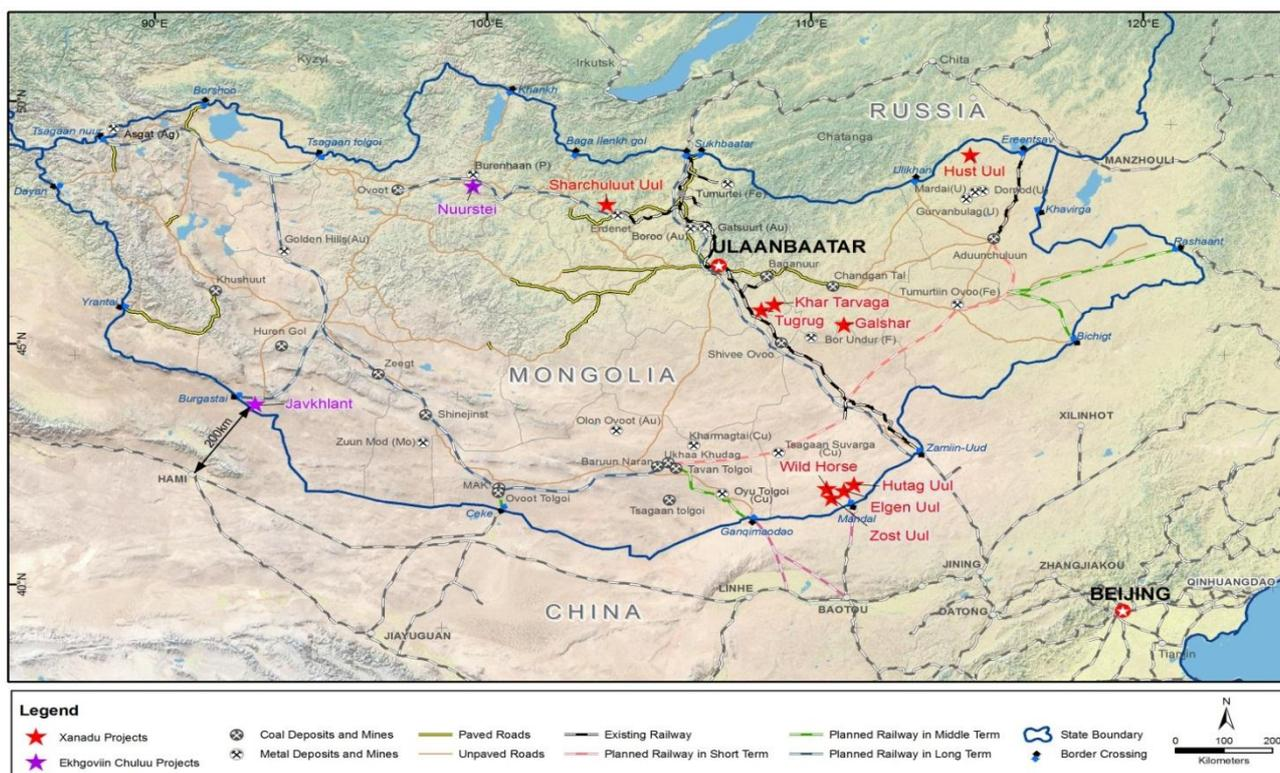 90°E
100°E
110°E
120°E
50°N
45°N
40°N
Kyzyl
Irkutsk
Chita
RUSSIA
Chatanga
MANZHOULI
Borshoo
Khankh
Tsagaan nuur
Asgat (Ag)
Tsagaan tolgoi
Baga Ilenkh gol
Sukhbaatar
Ereentsav
Ulikhan
Hust Uul
Dayan
Burenhaan (P)
Ovoot
Nuurstei
Sharchuluut Uul
Tumurtei (Fe)
Mardai(U)
Dornod(U)
Gurvanbulag(U)
Khavirga
Erdenet
Boroo (Au)
Gatsuurt (Au)
Golden Hills(Au)
ULAANBAATAR
Rashaant
Aduunchuluun
Baganuur
Chandgan Tal
Khushuut
Tumurtiin Ovoo(Fe)
Yrantai
Khar Tarvaga
Tugrug
Galshar
Huren Gol
Bor Undur (F)
Bichigt
Shivee Ovoo
Zeegt
MONGOLIA
Burgastai
Javkhlant
Shinejinst
XILINHOT
200km
Olon Ovoot (Au)
Zuun Mod (Mo)
Kharmagtai(Cu)
Tsagaan Suvarga
(Cu)
Zamiin-Uud
Ukhaa Khudag
Baruun Naran
Tavan Tolgoi
Wild Horse
HAMI
MAK
Ovoot Tolgoi
Oyu Tolgoi
(Cu)
Hutag Uul
Tsagaan tolgoi
Elgen Uul
Ceke
Mandal
Ganqimaodao
Zost Uul
JINING
ZHANGJIAKOU
QINHUANGDAO
LINHE
BEIJING
CHINA
BAOTOU
DATONG
JIAYUGUAN
Tianjin
Legend
Xanadu Projects
Ekhgoviin Chuluu Projects
Coal Deposits and Mines
Metal Deposits and Mines
Paved Roads
Unpaved Roads
Existing Railway
Planned Railway in Short Term
Planned Railway in Middle Term
Planned Railway in Long Term
State Boundary
Border Crossing
N
0 100 200
Kilometers